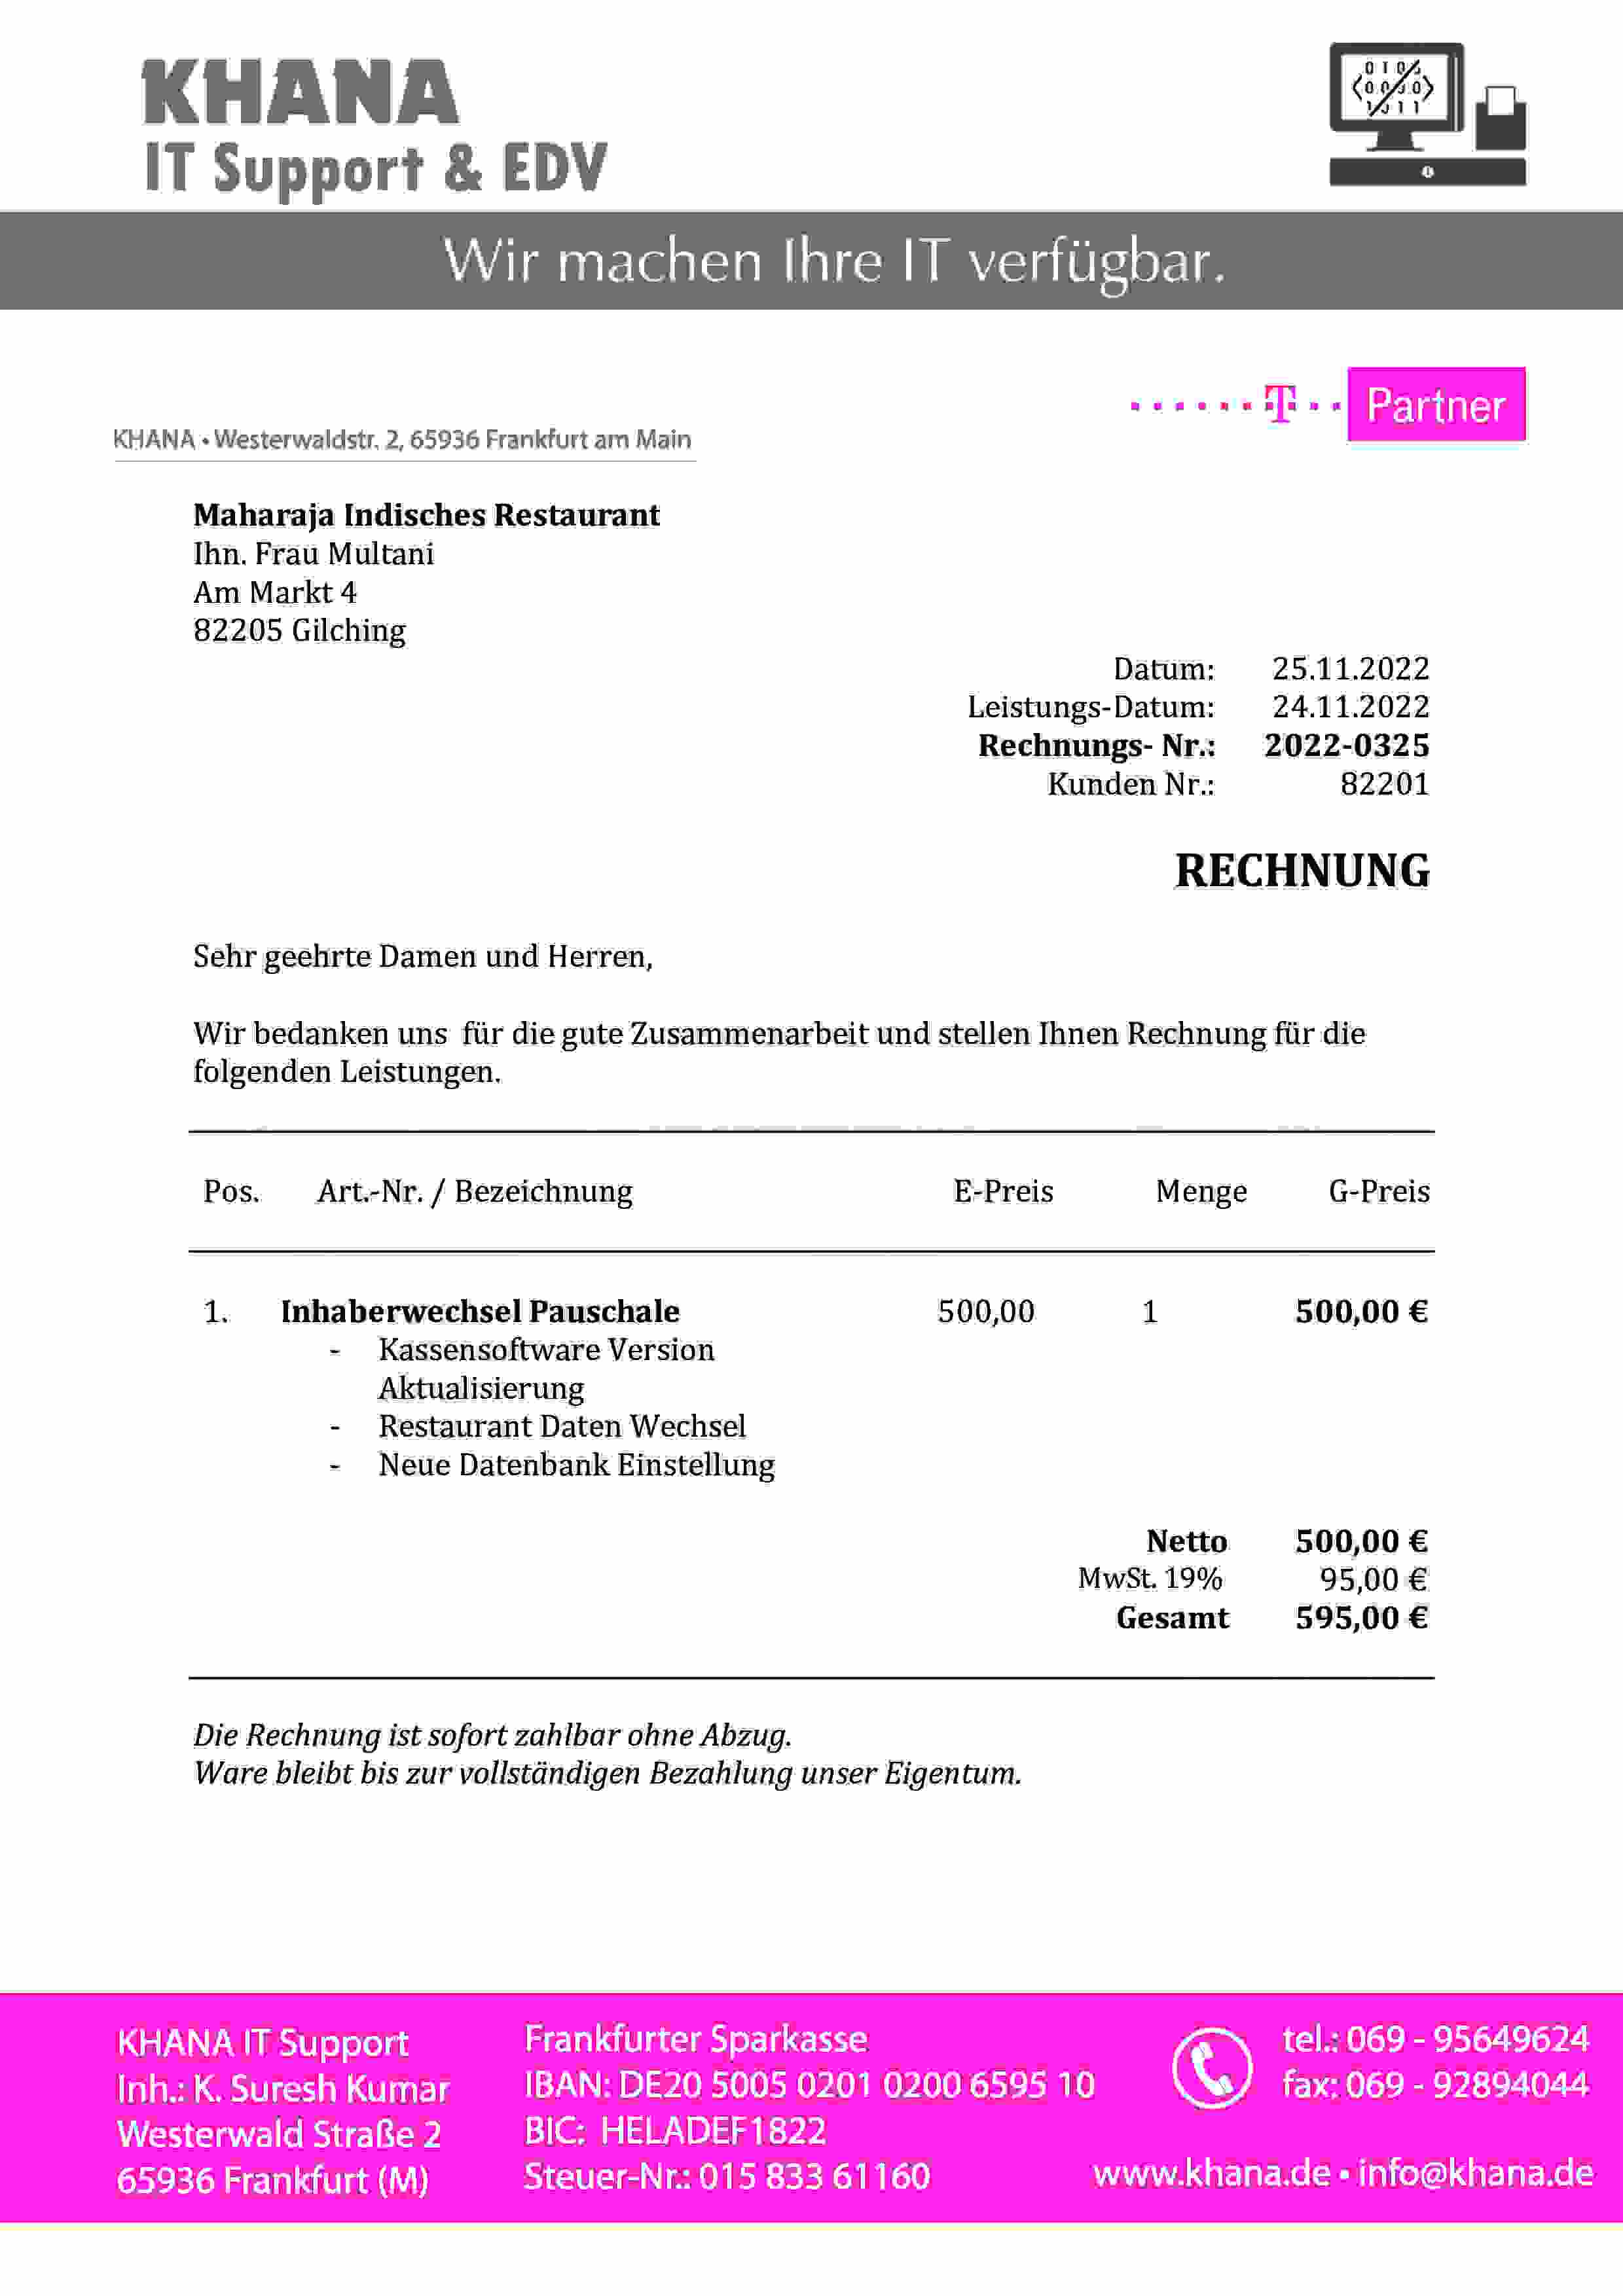 KHANA
IT Support & EDV
Wir machen Ihre IT verfügbar.
T Partner
KHANA • Westerwaldstr. 2, 65936 Frankfurt am Main
Maharaja Indisches Restaurant
Ihn. Frau Multani
Am Markt 4
82205 Gilching
Datum: 25.11.2022
Leistungs-Datum: 24.11.2022
Rechnungs- Nr.: 2022-0325
Kunden Nr.: 82201
RECHNUNG
Sehr geehrte Damen und Herren,
Wir bedanken uns für die gute Zusammenarbeit und stellen Ihnen Rechnung für die
folgenden Leistungen.
Pos. Art.-Nr. / Bezeichnung E-Preis Menge G-Preis
1. Inhaberwechsel Pauschale 500,00 1 500,00 €
- Kassensoftware Version
Aktualisierung
- Restaurant Daten Wechsel
- Neue Datenbank Einstellung
Netto 500,00 €
MwSt. 19% 95,00 €
Gesamt 595,00 €
Die Rechnung ist sofort zahlbar ohne Abzug.
Ware bleibt bis zur vollständigen Bezahlung unser Eigentum.
KHANA IT Support
Inh.: K. Suresh Kumar
Westerwald Straße 2
65936 Frankfurt (M)
Frankfurter Sparkasse
IBAN: DE20 5005 0201 0200 6595 10
BIC: HELADEF1822
Steuer-Nr.: 015 833 61160
tel.: 069 - 95649624
fax: 069 - 92894044
www.khana.de • info@khana.de